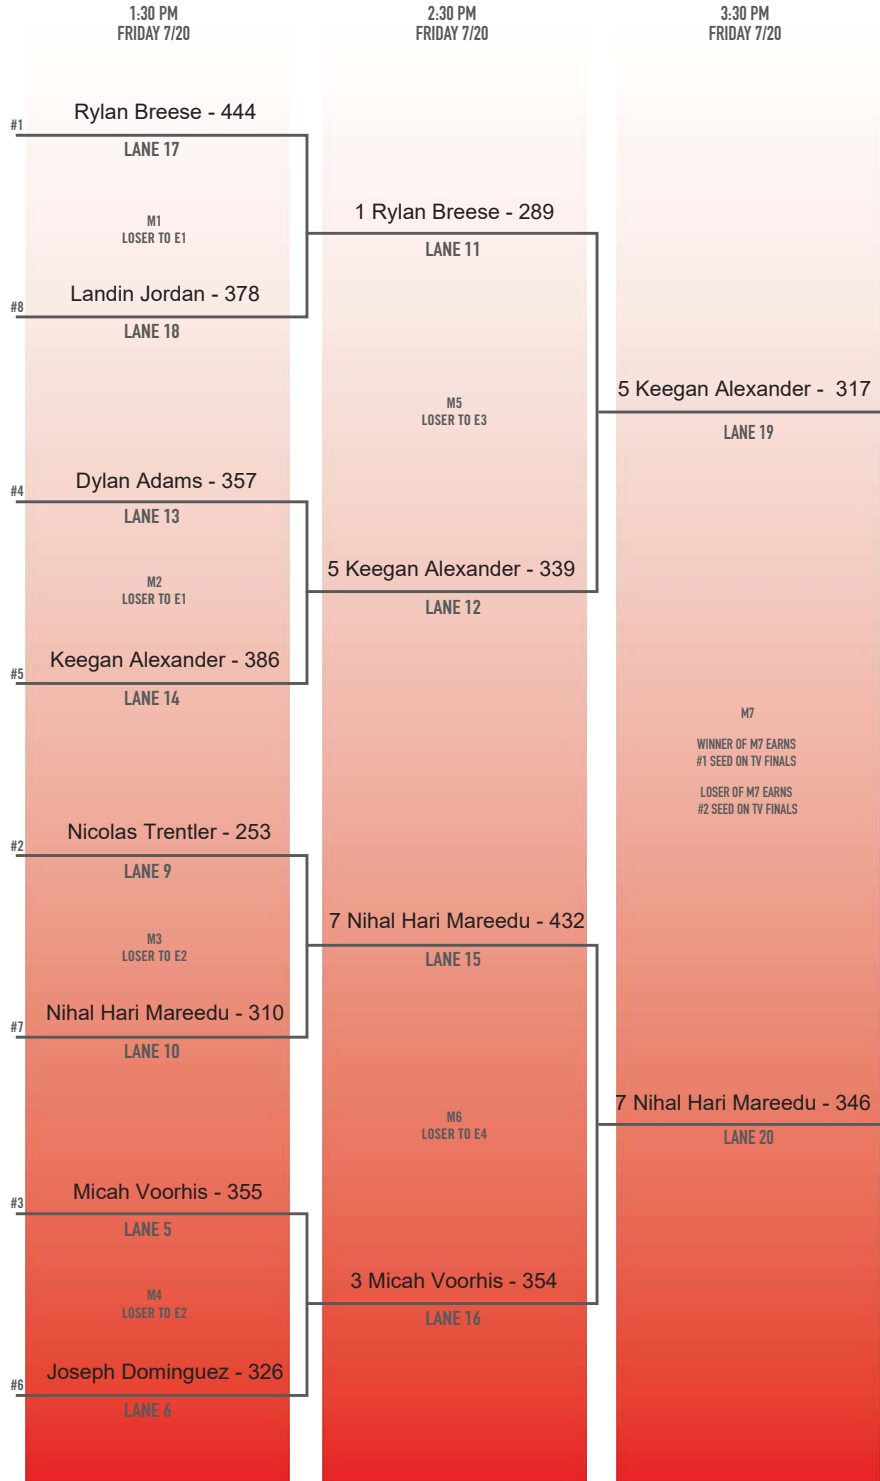 1:30 PM
FRIDAY 7/20
2:30 PM
FRIDAY 7/20
3:30 PM
FRIDAY 7/20
Rylan Breese - 444
#1
LANE 17
M1
LOSER TO E1
Landin Jordan - 378
#8
LANE 18
1 Rylan Breese - 289
LANE 11
M5
LOSER TO E3
5 Keegan Alexander - 317
LANE 19
Dylan Adams - 357
#4
LANE 13
M2
LOSER TO E1
5 Keegan Alexander - 339
LANE 12
Keegan Alexander - 386
#5
LANE 14
M7
WINNER OF M7 EARNS
#1 SEED ON TV FINALS
LOSER OF M7 EARNS
#2 SEED ON TV FINALS
Nicolas Trentler - 253
#2
LANE 9
M3
LOSER TO E2
7 Nihal Hari Mareedu - 432
LANE 15
Nihal Hari Mareedu - 310
#7
LANE 10
M6
LOSER TO E4
7 Nihal Hari Mareedu - 346
LANE 20
Micah Voorhis - 355
#3
LANE 5
M4
LOSER TO E2
3 Micah Voorhis - 354
LANE 16
Joseph Dominguez - 326
#6
LANE 6